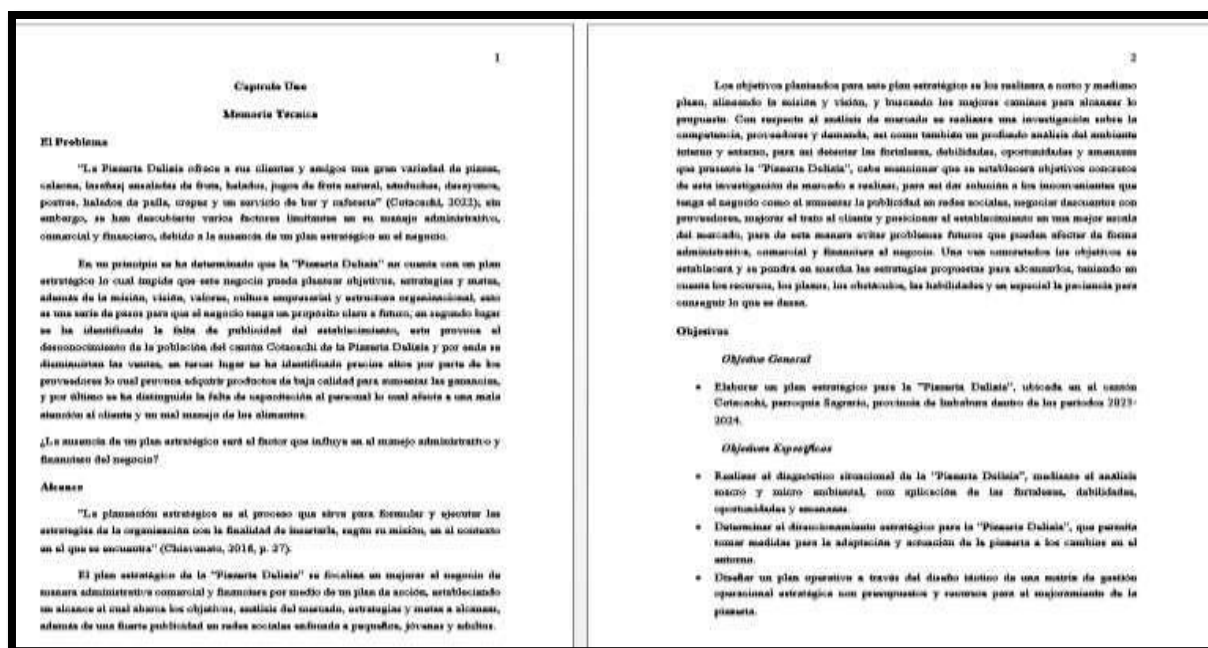 1
Capítulo Uno
Memoria Técnica
El Problema
"La Pizzería Dulisia ofrece a sus clientes y amigos una gran variedad de pizzas,
calzone, lasañas, ensaladas de fruta, helados, jugos de fruta natural, sánduches, desayunos,
postres, helados de paila, crepes y un servicio de bar y cafetería" (Cotacachi, 2022), sin
embargo, se han descubierto varios factores limitantes en su manejo administrativo,
comercial y financiero, debido a la ausencia de un plan estratégico en el negocio.
En un principio se ha determinado que la "Pizzería Dulisia" no cuenta con un plan
estratégico lo cual impide que este negocio pueda plantear objetivos, estrategias y metas,
además de la misión, visión, valores, cultura empresarial y estructura organizacional, esto
es una serie de pasos para que el negocio tenga un propósito claro a futuro, en segundo lugar
se ha identificado la falta de publicidad del establecimiento, esto provoca el
desconocimiento de la población del cantón Cotacachi de la Pizzería Dulisia y por ende se
disminuirían las ventas, en tercer lugar se ha identificado precios altos por parte de los
proveedores lo cual provoca adquirir productos de baja calidad para aumentar las ganancias,
y por último se ha distinguido la falta de capacitación al personal lo cual afecta a una mala
atención al cliente y un mal manejo de los alimentos.
¿La ausencia de un plan estratégico será el factor que influye en el manejo administrativo y
financiero del negocio?
Alcance
"La planeación estratégica es el proceso que sirve para formular y ejecutar las
estrategias de la organización con la finalidad de insertarla, según su misión, en el contexto
en el que se encuentra" (Chiavenato, 2016, p. 27).
El plan estratégico de la "Pizzería Dulisia" se focaliza en mejorar el negocio de
manera administrativa comercial y financiera por medio de un plan de acción, estableciendo
un alcance el cual abarca los objetivos, análisis del mercado, estrategias y metas a alcanzar,
además de una fuerte publicidad en redes sociales enfocada a pequeños, jóvenes y adultos.
2
Los objetivos planteados para este plan estratégico se los realizara a corto y mediano
plazo, alineando la misión y visión, y buscando los mejores caminos para alcanzar lo
propuesto. Con respecto al análisis de mercado se realizara una investigación sobre la
competencia, proveedores y demanda, así como también un profundo análisis del ambiente
interno y externo, para así detectar las fortalezas, debilidades, oportunidades y amenazas
que presente la "Pizzería Dulisia", cabe mencionar que se establecerá objetivos concretos
de esta investigación de mercado a realizar, para así dar solución a los inconvenientes que
tenga el negocio como el aumentar la publicidad en redes sociales, negociar descuentos con
proveedores, mejorar el trato al cliente y posicionar el establecimiento en una mejor escala
del mercado, para de esta manera evitar problemas futuros que puedan afectar de forma
administrativa, comercial y financiera al negocio. Una vez concretados los objetivos se
establecerá y se pondrá en marcha las estrategias propuestas para alcanzarlos, teniendo en
cuenta los recursos, los planes, los obstáculos, las habilidades y en especial la paciencia para
conseguir lo que se desea.
Objetivos
Objetivo General
• Elaborar un plan estratégico para la "Pizzería Dulisia", ubicada en el cantón
Cotacachi, parroquia Sagrario, provincia de Imbabura dentro de los periodos 2023-
2024.
Objetivos Específicos
• Realizar el diagnóstico situacional de la "Pizzería Dulisia", mediante el análisis
macro y micro ambiental, con aplicación de las fortalezas, debilidades,
oportunidades y amenazas.
• Determinar el direccionamiento estratégico para la "Pizzería Dulisia", que permita
tomar medidas para la adaptación y actuación de la pizzería a los cambios en el
entorno.
• Diseñar un plan operativo a través del diseño táctico de una matriz de gestión
operacional estratégica con presupuestos y recursos para el mejoramiento de la
pizzería.